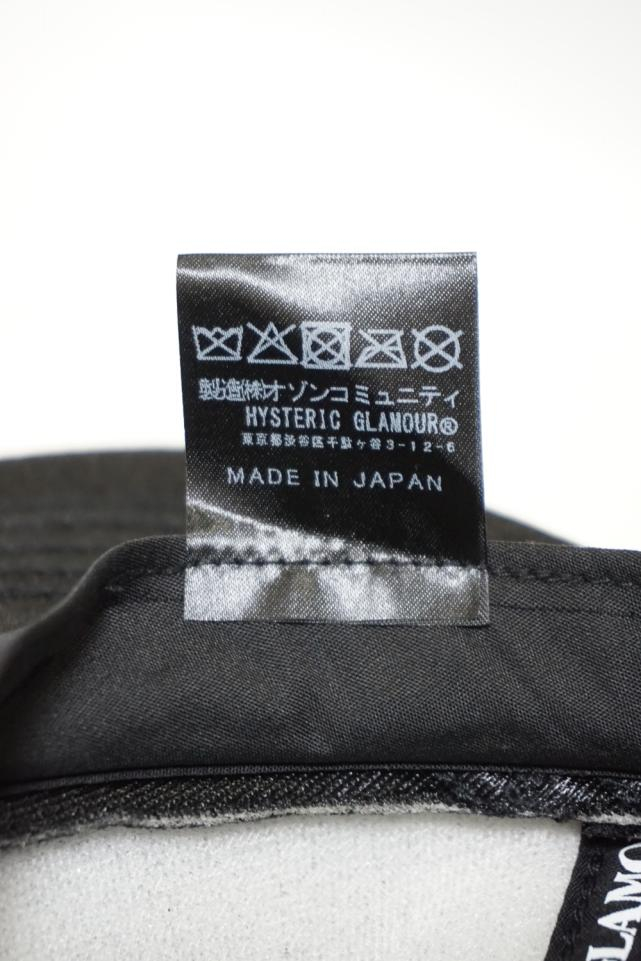 製造(株)オゾンコミュニティ
HYSTERIC GLAMOUR®
東京都渋谷区千駄ヶ谷3-12-6
MADE IN JAPAN
GLAMO